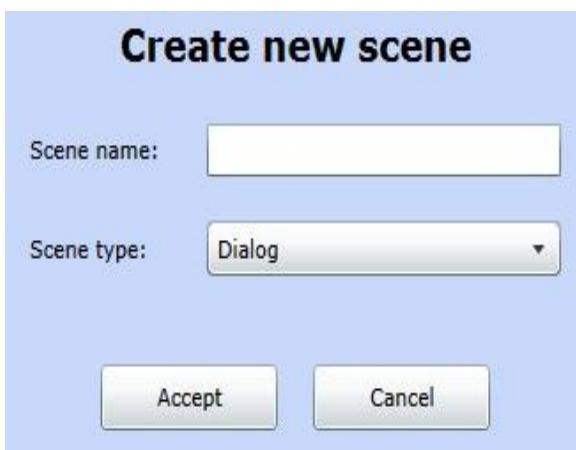 Create new scene
Scene name:
Scene type: Dialog
Accept Cancel